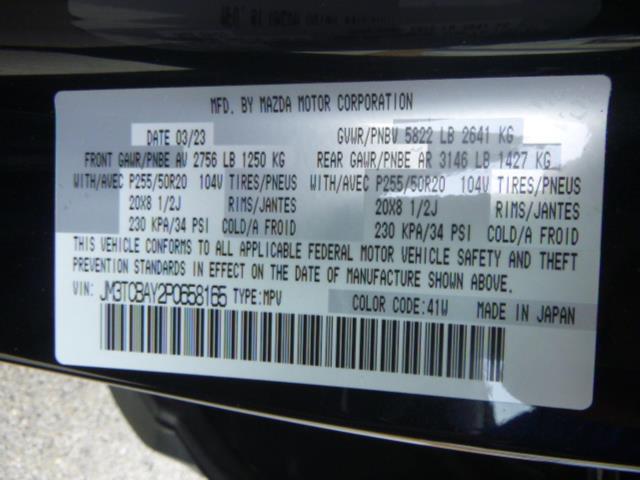 MFD. BY MAZDA MOTOR CORPORATION
DATE 03/23 GVWR/PNBV 5822 LB 2641 KG
FRONT GAWR/PNBE AV 2756 LB 1250 KG REAR GAWR/PNBE AR 3146 LB 1427 KG
WITH/AVEC P255/50R20 104V TIRES/PNEUS WITH/AVEC P255/50R20 104V TIRES/PNEUS
20X8 1/2J RIMS/JANTES 20X8 1/2J RIMS/JANTES
230 KPA/34 PSI COLD/A FROID 230 KPA/34 PSI COLD/A FROID
THIS VEHICLE CONFORMS TO ALL APPLICABLE FEDERAL MOTOR VEHICLE SAFETY AND THEFT
PREVENTION STANDARDS IN EFFECT ON THE DATE OF MANUFACTURE SHOWN ABOVE.
VIN: JM3TCBAY2P0658165 TYPE:MPV COLOR CODE:41W MADE IN JAPAN